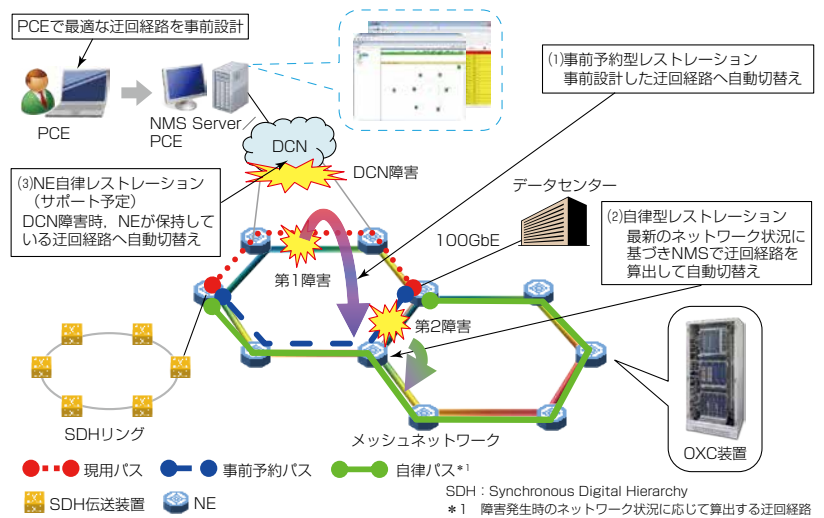 PCEで最適な迂回経路を事前設計
PCE
NMS Server／
PCE
DCN
DCN障害
⑴事前予約型レストレーション
事前設計した迂回経路へ自動切替え
⑶NE自律レストレーション
（サポート予定）
DCN障害時，NEが保持して
いる迂回経路へ自動切替え
データセンター
100GbE
⑵自律型レストレーション
最新のネットワーク状況に
基づきNMSで迂回経路を
算出して自動切替え
第1障害
第2障害
SDHリング
メッシュネットワーク
OXC装置
現用パス
事前予約パス
自律パス*1
SDH伝送装置
NE
SDH：Synchronous Digital Hierarchy
*1 障害発生時のネットワーク状況に応じて算出する迂回経路